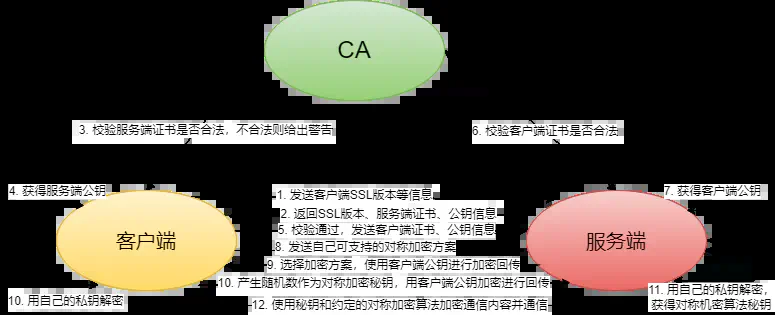 CA
3. 校验服务端证书是否合法，不合法则给出警告
6. 校验客户端证书是否合法
4. 获得服务端公钥
1. 发送客户端SSL版本等信息
7. 获得客户端公钥
2. 返回SSL版本、服务端证书、公钥信息
客户端
5. 校验通过，发送客户端证书、公钥信息
服务端
8. 发送自己可支持的对称加密方案
9. 选择加密方案，使用客户端公钥进行加密回传
10. 产生随机数作为对称加密秘钥，用客户端公钥加密进行回传
10. 用自己的私钥解密
11. 用自己的私钥解密，
获得对称机密算法秘钥
12. 使用秘钥和约定的对称加密算法加密通信内容并通信